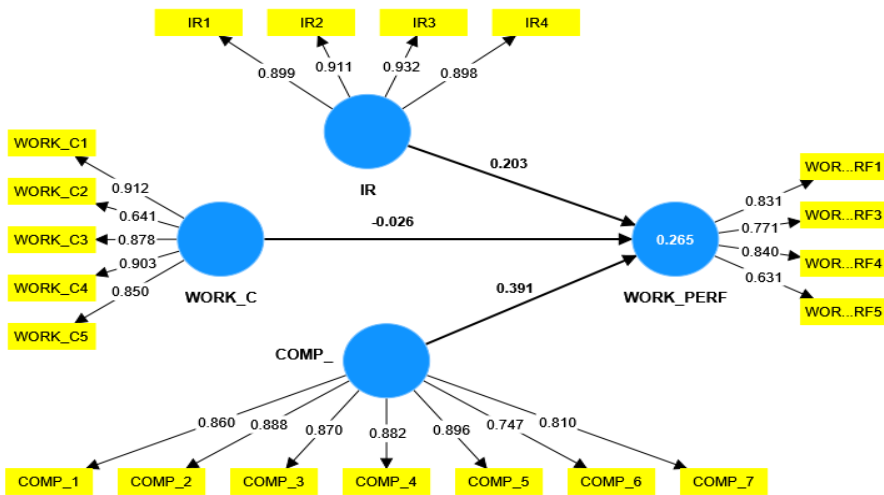 IR1 IR2 IR3 IR4
0.899 0.911 0.932 0.898
IR
WORK_C1
WORK_C2
WORK_C3
WORK_C4
WORK_C5
0.912
0.641
0.878
0.903
0.850
WORK_C
0.203
-0.026
0.391
0.265
WORK_PERF
0.831
0.771
0.840
0.631
WOR...RF1
WOR...RF3
WOR...RF4
WOR...RF5
COMP_
0.860 0.888 0.870 0.882 0.896 0.747 0.810
COMP_1 COMP_2 COMP_3 COMP_4 COMP_5 COMP_6 COMP_7